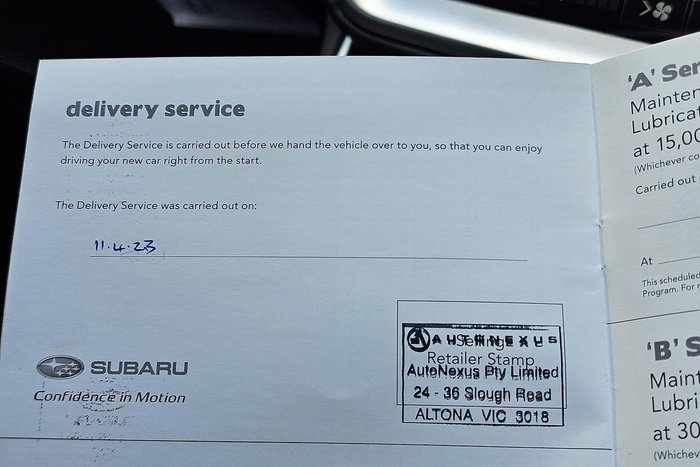 delivery service
The Delivery Service is carried out before we hand the vehicle over to you, so that you can enjoy
driving your new car right from the start.
The Delivery Service was carried out on:
11.4.23
SUBARU
Confidence in Motion
AUTONEXUS
Retailer Stamp
AutoNexus Pty Limited
24 - 36 Slough Road
ALTONA VIC 3018
'A' Ser
Mainten
Lubricat
at 15,00
(Whichever co
Carried out
At
This scheduled
Program. For
'B' S
Maint
Lubri
at 30
(Whichev